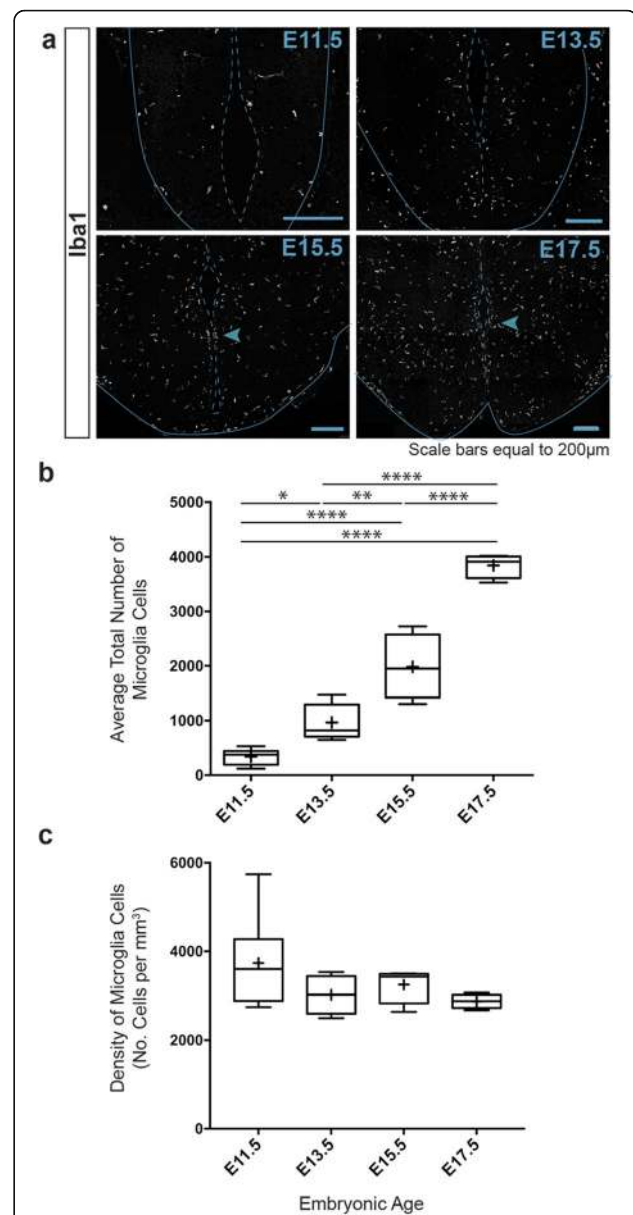 a
E11.5
E13.5
Iba1
E15.5
E17.5
Scale bars equal to 200µm
b
****
* ** ****
****
****
Average Total Number of
Microglia Cells
5000
4000
3000
2000
1000
0
E11.5
E13.5
E15.5
E17.5
c
Density of Microglia Cells
(No. Cells per mm³)
6000
4000
2000
0
E11.5
E13.5
E15.5
E17.5
Embryonic Age